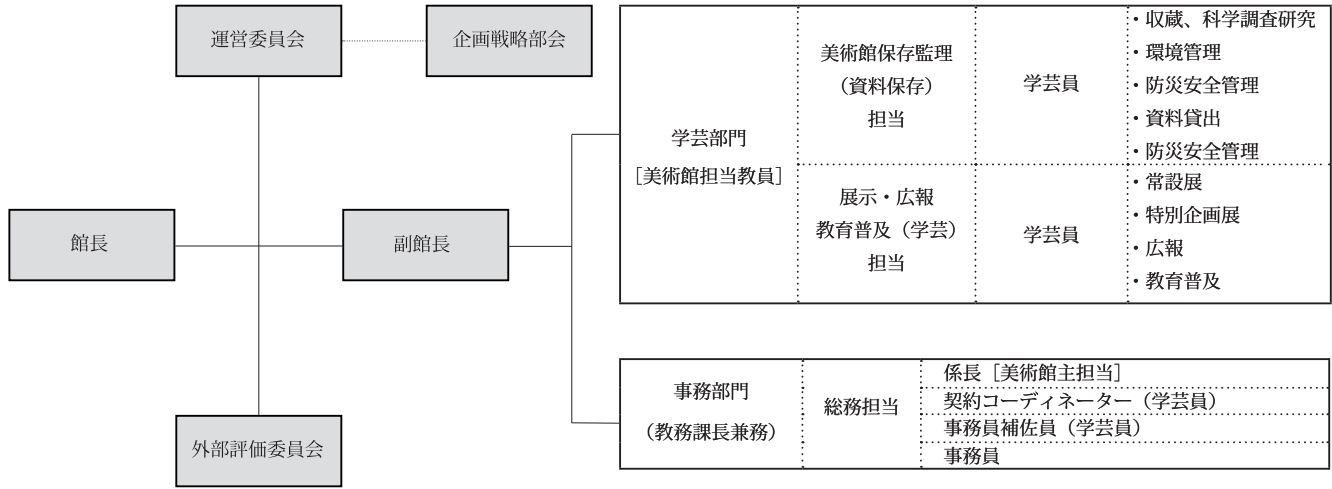 運営委員会
企画戦略部会
館長
副館長
外部評価委員会
学芸部門
［美術館担当教員］
美術館保存監理
（資料保存）
担当
学芸員
・収蔵、科学調査研究
・環境管理
・防災安全管理
・資料貸出
・防災安全管理
展示・広報
教育普及（学芸）
担当
学芸員
・常設展
・特別企画展
・広報
・教育普及
事務部門
（教務課長兼務）
総務担当
係長［美術館主担当］
契約コーディネーター（学芸員）
事務員補佐員（学芸員）
事務員